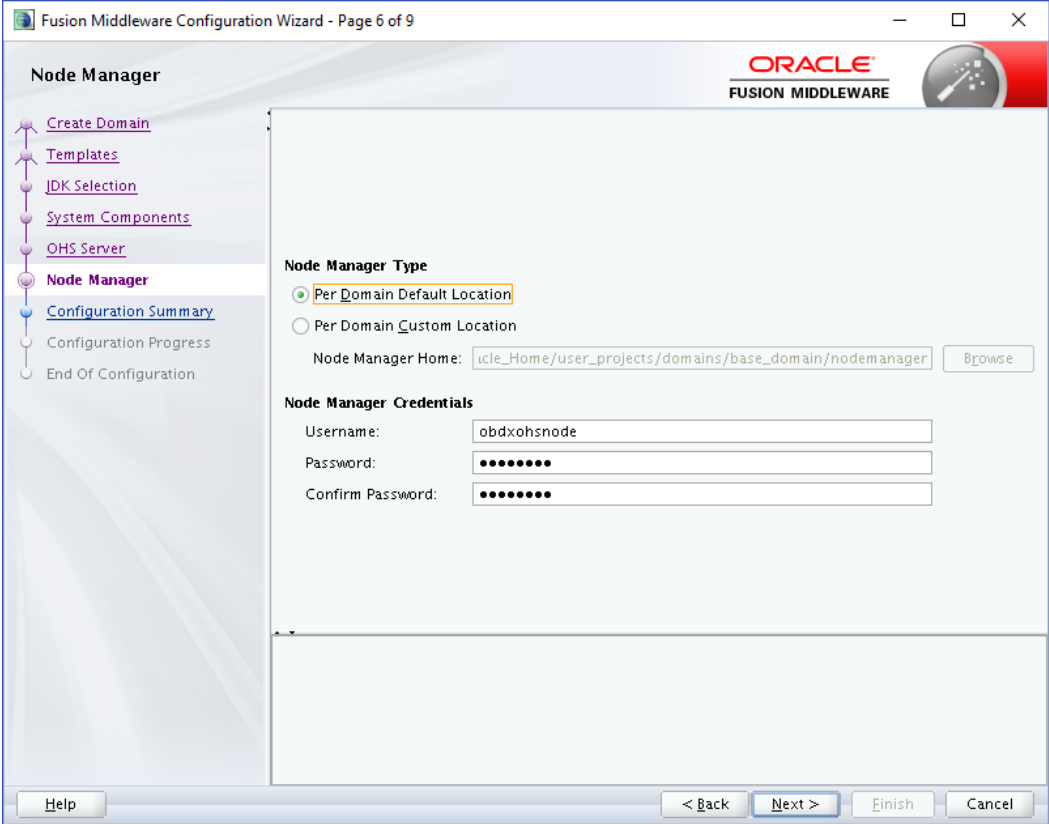 Fusion Middleware Configuration Wizard - Page 6 of 9
Node Manager
ORACLE
FUSION MIDDLEWARE
Create Domain
Templates
JDK Selection
System Components
OHS Server
Node Manager
Configuration Summary
Configuration Progress
End Of Configuration
Node Manager Type
Per Domain Default Location
Per Domain Custom Location
Node Manager Home: cle_Home/user_projects/domains/base_domain/nodemanager Browse
Node Manager Credentials
Username: obdxohsnode
Password: ••••••••
Confirm Password: ••••••••
Help < Back Next > Finish Cancel